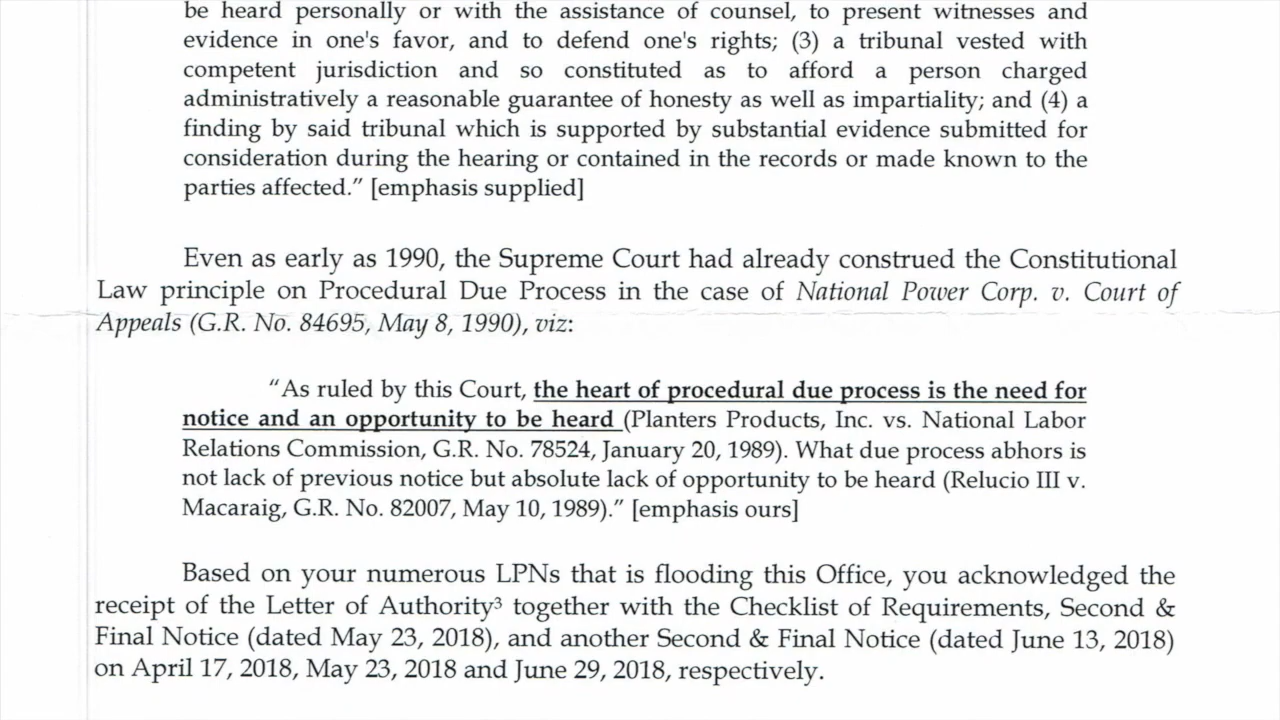 be heard personally or with the assistance of counsel, to present witnesses and
evidence in one's favor, and to defend one's rights; (3) a tribunal vested with
competent jurisdiction and so constituted as to afford a person charged
administratively a reasonable guarantee of honesty as well as impartiality; and (4) a
finding by said tribunal which is supported by substantial evidence submitted for
consideration during the hearing or contained in the records or made known to the
parties affected.” [emphasis supplied]
Even as early as 1990, the Supreme Court had already construed the Constitutional
Law principle on Procedural Due Process in the case of National Power Corp. v. Court of
Appeals (G.R. No. 84695, May 8, 1990), viz:
“As ruled by this Court, the heart of procedural due process is the need for
notice and an opportunity to be heard (Planters Products, Inc. vs. National Labor
Relations Commission, G.R. No. 78524, January 20, 1989). What due process abhors is
not lack of previous notice but absolute lack of opportunity to be heard (Relucio III v.
Macaraig, G.R. No. 82007, May 10, 1989).” [emphasis ours]
Based on your numerous LPNs that is flooding this Office, you acknowledged the
receipt of the Letter of Authority³ together with the Checklist of Requirements, Second &
Final Notice (dated May 23, 2018), and another Second & Final Notice (dated June 13, 2018)
on April 17, 2018, May 23, 2018 and June 29, 2018, respectively.